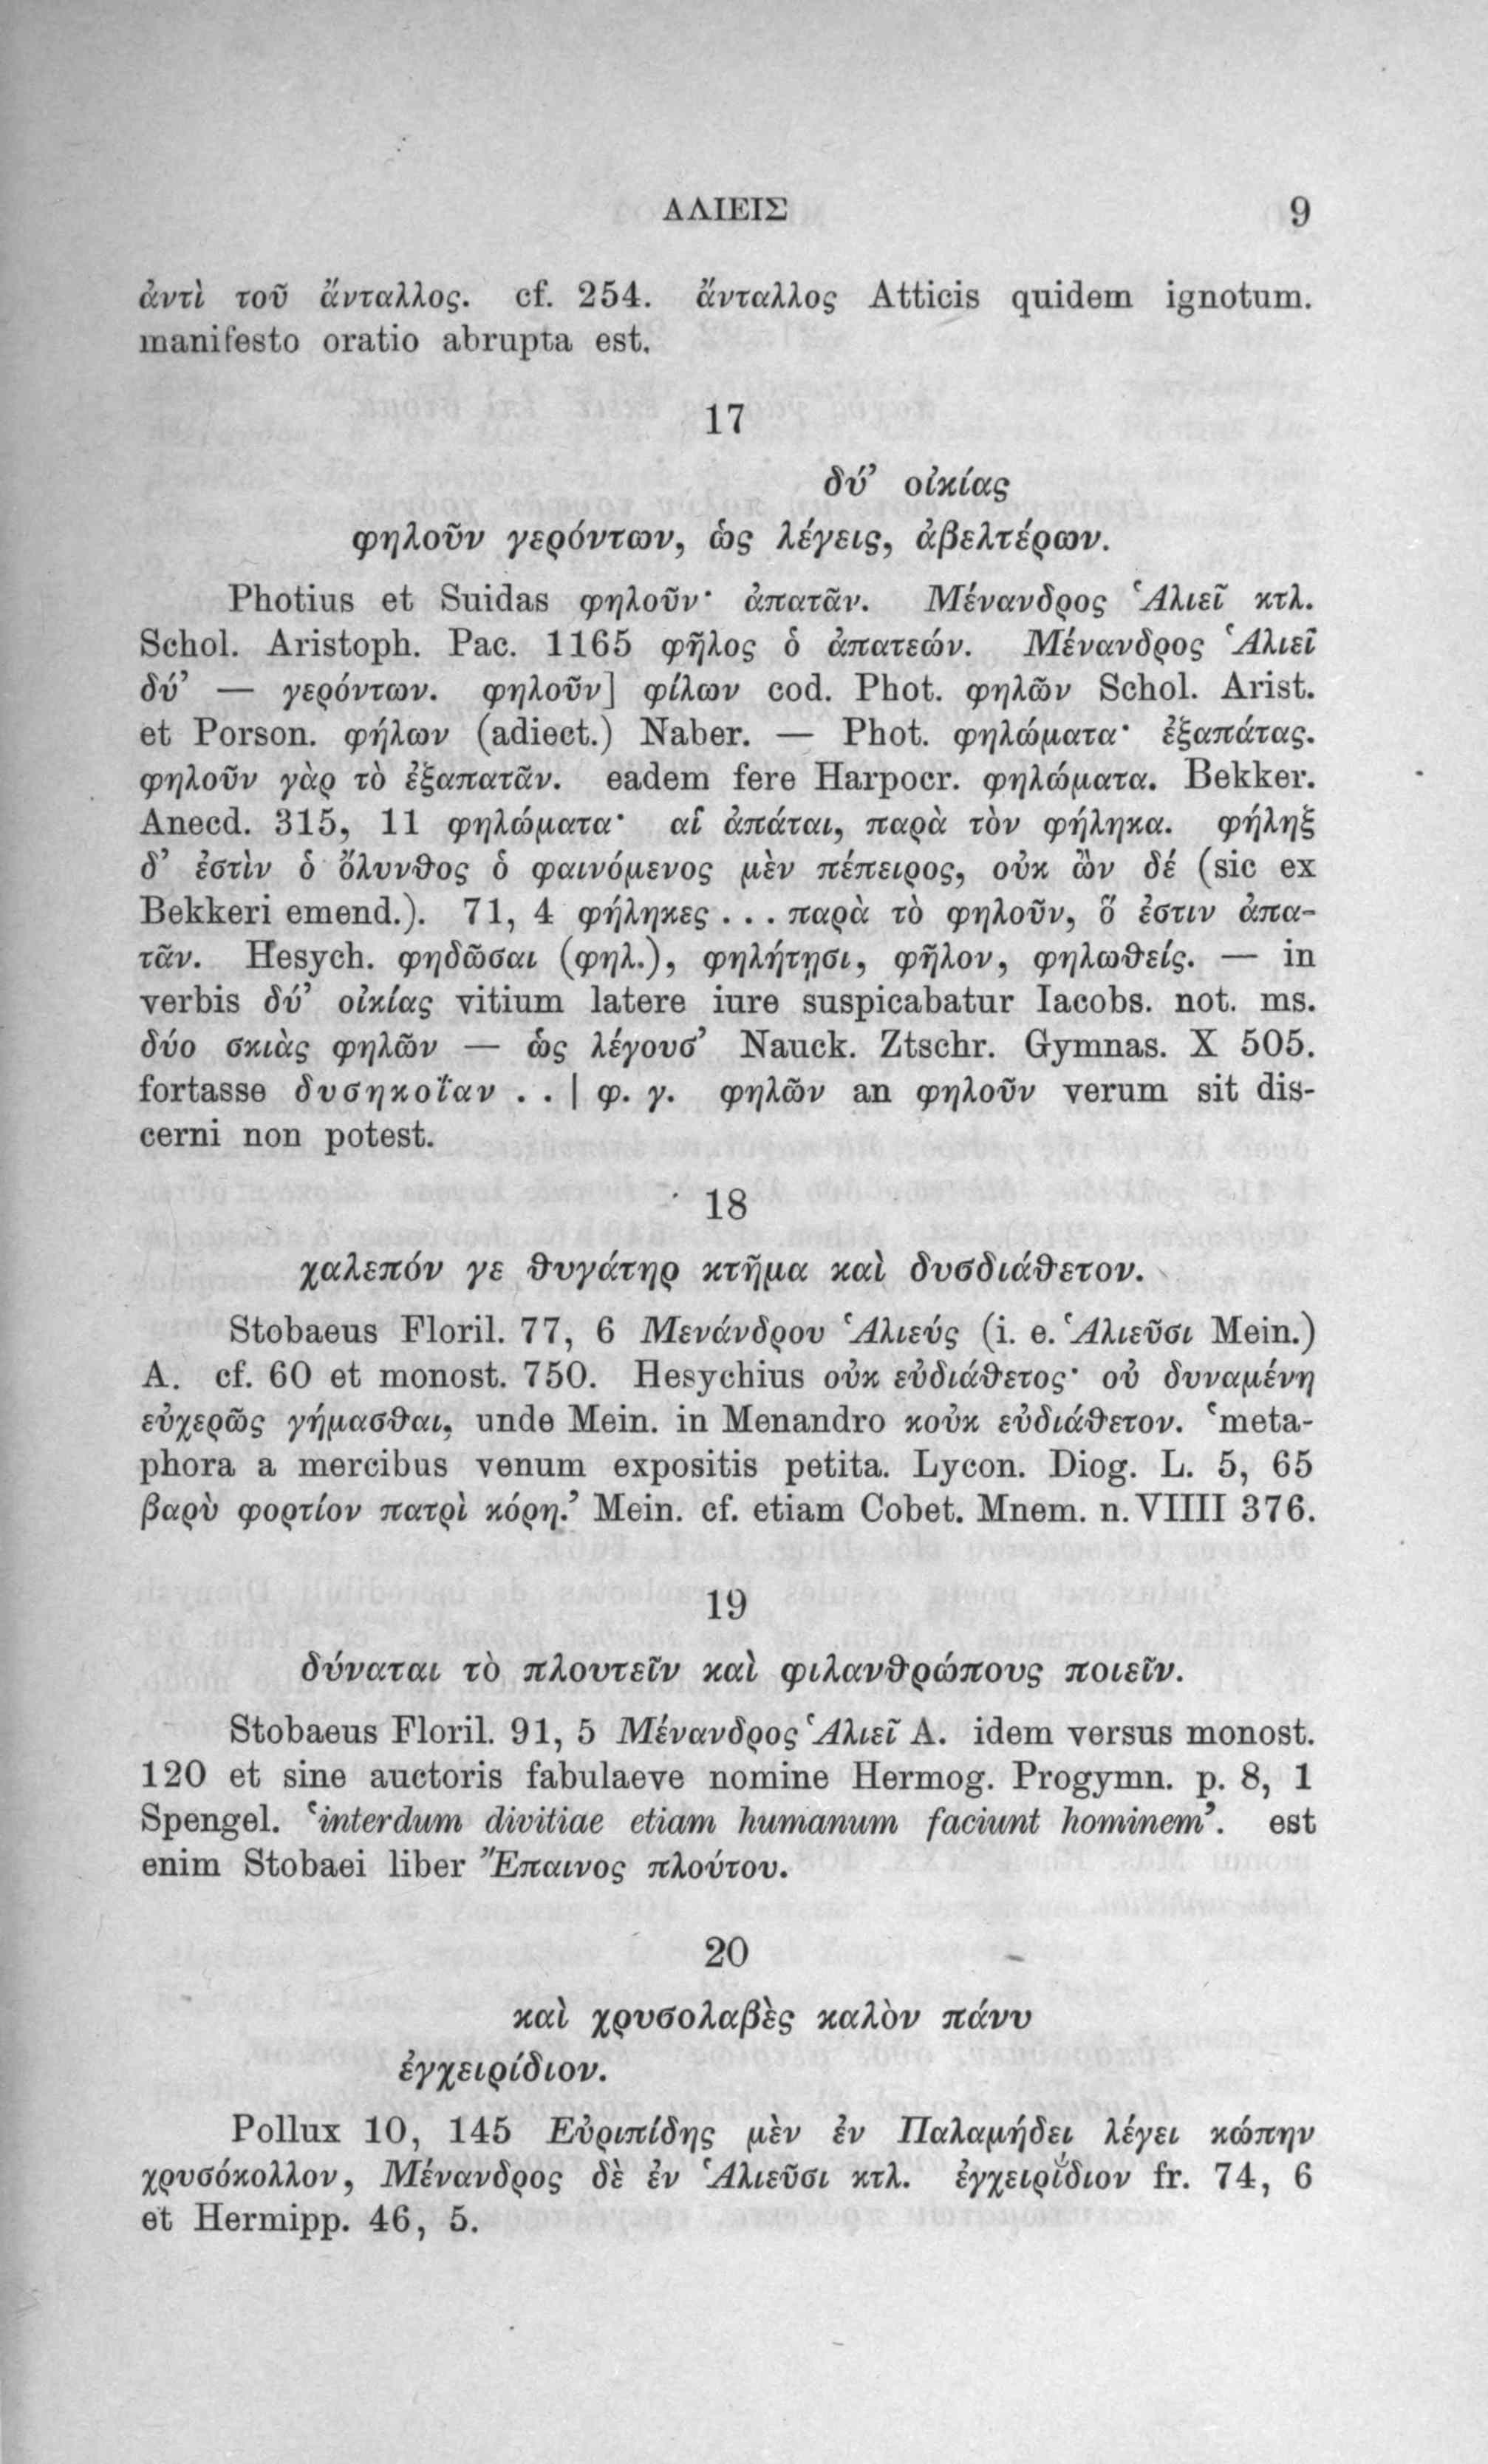 ΑΛΙΕΙΣ 9
ἀντὶ τοῦ ἄνταλλος. cf. 254. ἄνταλλος Atticis quidem ignotum.
manifesto oratio abrupta est.
17
δύ’ οἰκίας
φηλοῦν γερόντων, ὡς λέγεις, ἀβελτέρων.
Photius et Suidas φηλοῦν· ἀπατᾶν. Μένανδρος Ἁλιεῖ κτλ.
Schol. Aristoph. Pac. 1165 φῆλος ὁ ἀπατεών. Μένανδρος Ἁλιεῖ
δύ’ — γερόντων. φηλοῦν] φίλων cod. Phot. φηλῶν Schol. Arist.
et Porson. φήλων (adiect.) Naber. — Phot. φηλώματα· ἐξαπάτας.
φηλοῦν γὰρ τὸ ἐξαπατᾶν. eadem fere Harpocr. φηλώματα. Bekker.
Anecd. 315, 11 φηλώματα· αἱ ἀπάται, παρὰ τὸν φήληκα. φήληξ
δ’ ἐστὶν ὁ ὄλυνθος ὁ φαινόμενος μὲν πέπειρος, οὐκ ὢν δέ (sic ex
Bekkeri emend.). 71, 4 φήληκες . . . παρὰ τὸ φηλοῦν, ὅ ἐστιν ἀπα-
τᾶν. Hesych. φηδῶσαι (φηλ.), φηλήτῃσι, φῆλον, φηλωθείς. — in
verbis δύ’ οἰκίας vitium latere iure suspicabatur Iacobs. not. ms.
δύο σκιὰς φηλῶν — ὡς λέγουσ’ Nauck. Ztschr. Gymnas. X 505.
fortasse δυσηκοΐαν . . | φ. γ. φηλῶν an φηλοῦν verum sit dis-
cerni non potest.
18
χαλεπόν γε θυγάτηρ κτῆμα καὶ δυσδιάθετον.
Stobaeus Floril. 77, 6 Μενάνδρου Ἁλιεύς (i. e. Ἁλιεῦσι Mein.)
A. cf. 60 et monost. 750. Hesychius οὐκ εὐδιάθετος· οὐ δυναμένη
εὐχερῶς γήμασθαι, unde Mein. in Menandro κοὐκ εὐδιάθετον. ‘meta-
phora a mercibus venum expositis petita. Lycon. Diog. L. 5, 65
βαρὺ φορτίον πατρὶ κόρη.’ Mein. cf. etiam Cobet. Mnem. n. VIIII 376.
19
δύναται τὸ πλουτεῖν καὶ φιλανθρώπους ποιεῖν.
Stobaeus Floril. 91, 5 Μένανδρος Ἁλιεῖ A. idem versus monost.
120 et sine auctoris fabulaeve nomine Hermog. Progymn. p. 8, 1
Spengel. ‘interdum divitiae etiam humanum faciunt hominem’. est
enim Stobaei liber Ἔπαινος πλούτου.
20
καὶ χρυσολαβὲς καλὸν πάνυ
ἐγχειρίδιον.
Pollux 10, 145 Εὐριπίδης μὲν ἐν Παλαμήδει λέγει κώπην
χρυσόκολλον, Μένανδρος δὲ ἐν Ἁλιεῦσι κτλ. ἐγχειρίδιον fr. 74, 6
et Hermipp. 46, 5.